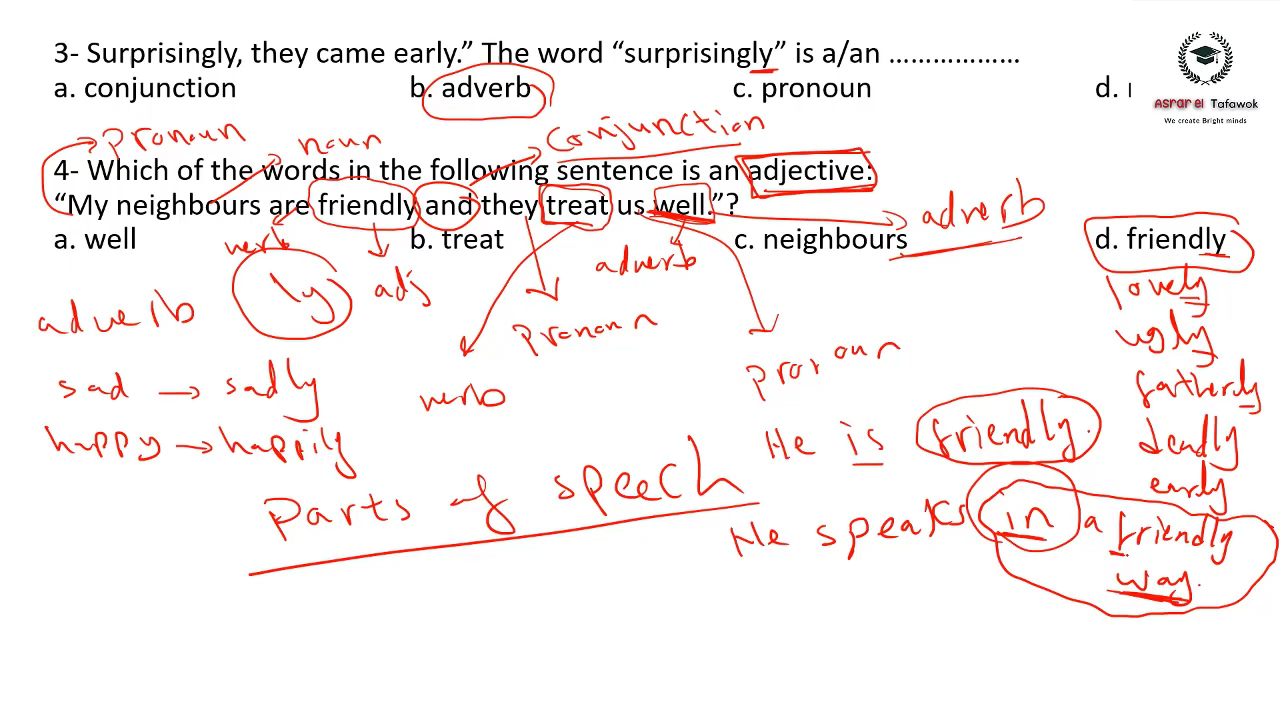 3- Surprisingly, they came early.” The word “surprisingly” is a/an ………………
a. conjunction b. adverb c. pronoun d.
ASRAR El Tafawok
We create Bright minds
Pronoun noun Conjunction
4- Which of the words in the following sentence is an adjective:
“My neighbours are friendly and they treat us well.”?
adverb
a. well b. treat c. neighbours d. friendly
verb adj adverb
adverb ly
lovely
Pronoun
ugly
pronoun
sad → sadly
verb
fatherly
happy → happily
He is friendly.
deadly
early
Parts of speech
He speaks in a friendly
way.